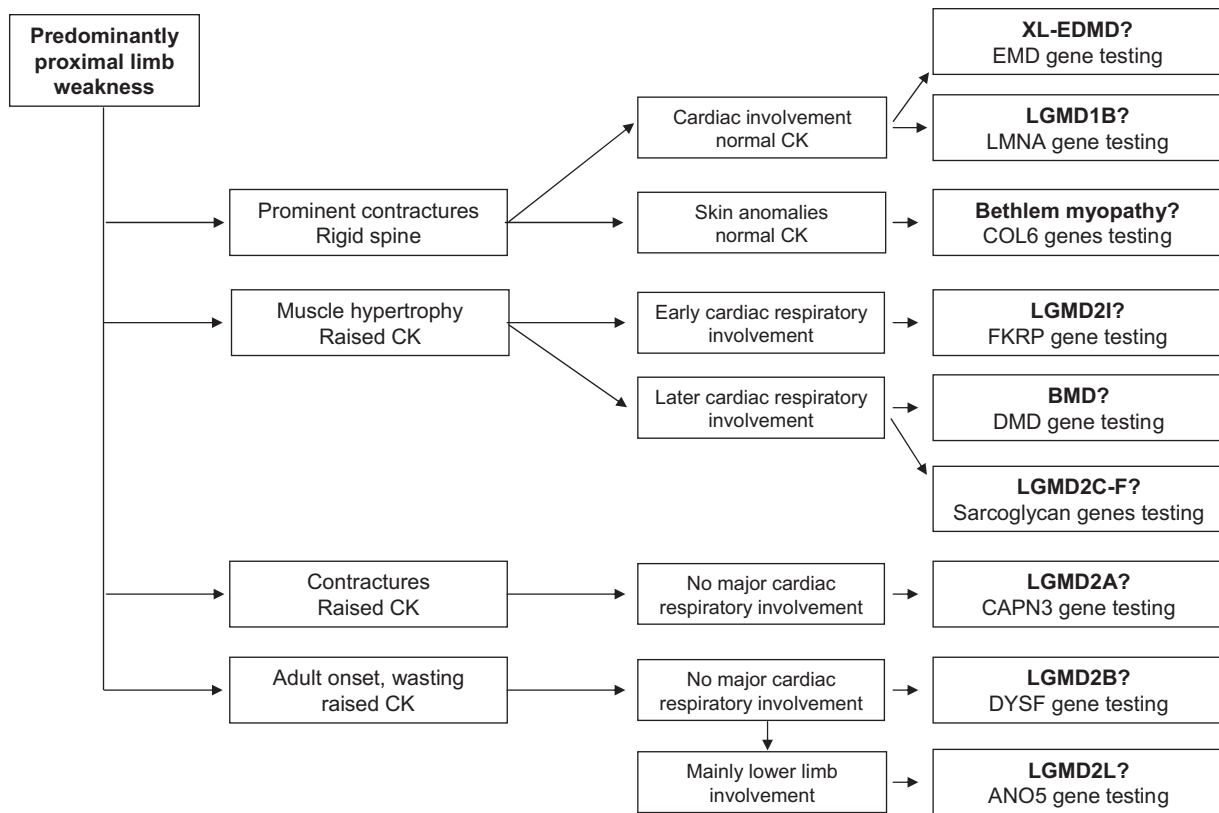 Predominantly
proximal limb
weakness
XL-EDMD?
EMD gene testing
Cardiac involvement
normal CK
LGMD1B?
LMNA gene testing
Prominent contractures
Rigid spine
Skin anomalies
normal CK
Bethlem myopathy?
COL6 genes testing
Muscle hypertrophy
Raised CK
Early cardiac respiratory
involvement
LGMD2I?
FKRP gene testing
Later cardiac respiratory
involvement
BMD?
DMD gene testing
LGMD2C-F?
Sarcoglycan genes testing
Contractures
Raised CK
No major cardiac
respiratory involvement
LGMD2A?
CAPN3 gene testing
Adult onset, wasting
raised CK
No major cardiac
respiratory involvement
LGMD2B?
DYSF gene testing
Mainly lower limb
involvement
LGMD2L?
ANO5 gene testing